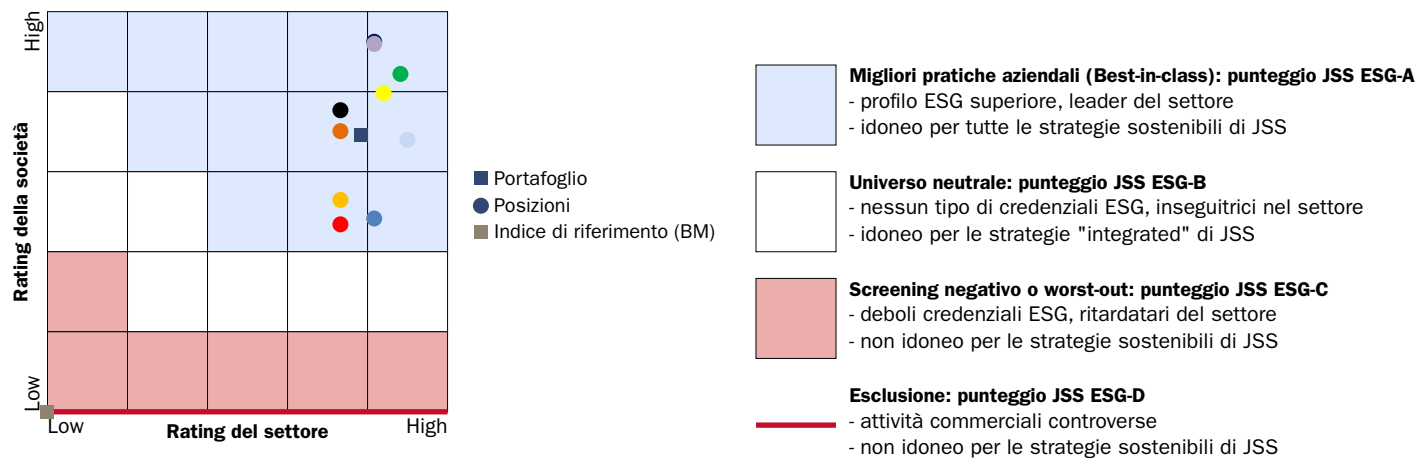 High
Rating della società
Low
Low
Rating del settore
High
Portafoglio
Posizioni
Indice di riferimento (BM)
Migliori pratiche aziendali (Best-in-class): punteggio JSS ESG-A
- profilo ESG superiore, leader del settore
- idoneo per tutte le strategie sostenibili di JSS
Universo neutrale: punteggio JSS ESG-B
- nessun tipo di credenziali ESG, inseguitrici nel settore
- idoneo per le strategie "integrated" di JSS
Screening negativo o worst-out: punteggio JSS ESG-C
- deboli credenziali ESG, ritardatari del settore
- non idoneo per le strategie sostenibili di JSS
Esclusione: punteggio JSS ESG-D
- attività commerciali controverse
- non idoneo per le strategie sostenibili di JSS